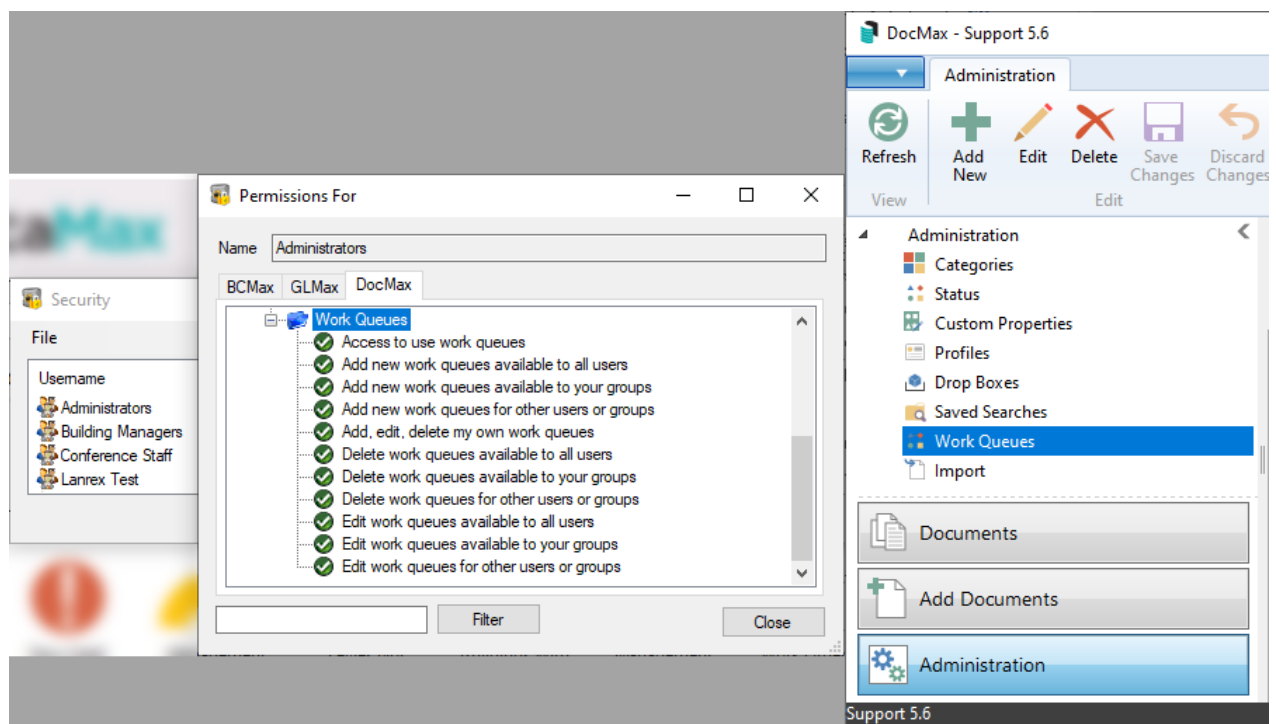 DocMax - Support 5.6
Administration
Refresh
Add New
Edit
Delete
Save Changes
Discard Changes
View
Edit
Administration
Categories
Status
Custom Properties
Profiles
Drop Boxes
Saved Searches
Work Queues
Import
Documents
Add Documents
Administration
Support 5.6
Max
Security
File
Username
Administrators
Building Managers
Conference Staff
Lanrex Test
Permissions For
Name Administrators
BCMax GLMax DocMax
Work Queues
Access to use work queues
Add new work queues available to all users
Add new work queues available to your groups
Add new work queues for other users or groups
Add, edit, delete my own work queues
Delete work queues available to all users
Delete work queues available to your groups
Delete work queues for other users or groups
Edit work queues available to all users
Edit work queues available to your groups
Edit work queues for other users or groups
Filter
Close